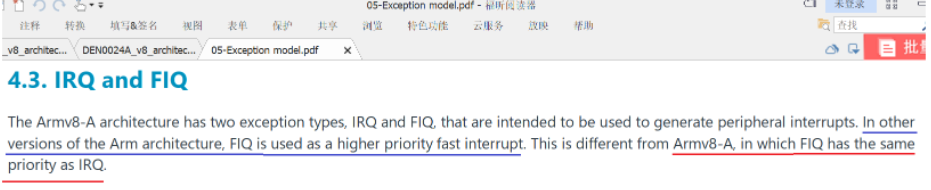 05-Exception model.pdf - 福昕阅读器
未登录
注释 转换 填写&签名 视图 表单 保护 共享 浏览 特色功能 云服务 放映 帮助
查找
_v8_architec... DEN0024A_v8_architec... 05-Exception model.pdf
4.3. IRQ and FIQ
The Armv8-A architecture has two exception types, IRQ and FIQ, that are intended to be used to generate peripheral interrupts. In other
versions of the Arm architecture, FIQ is used as a higher priority fast interrupt. This is different from Armv8-A, in which FIQ has the same
priority as IRQ.